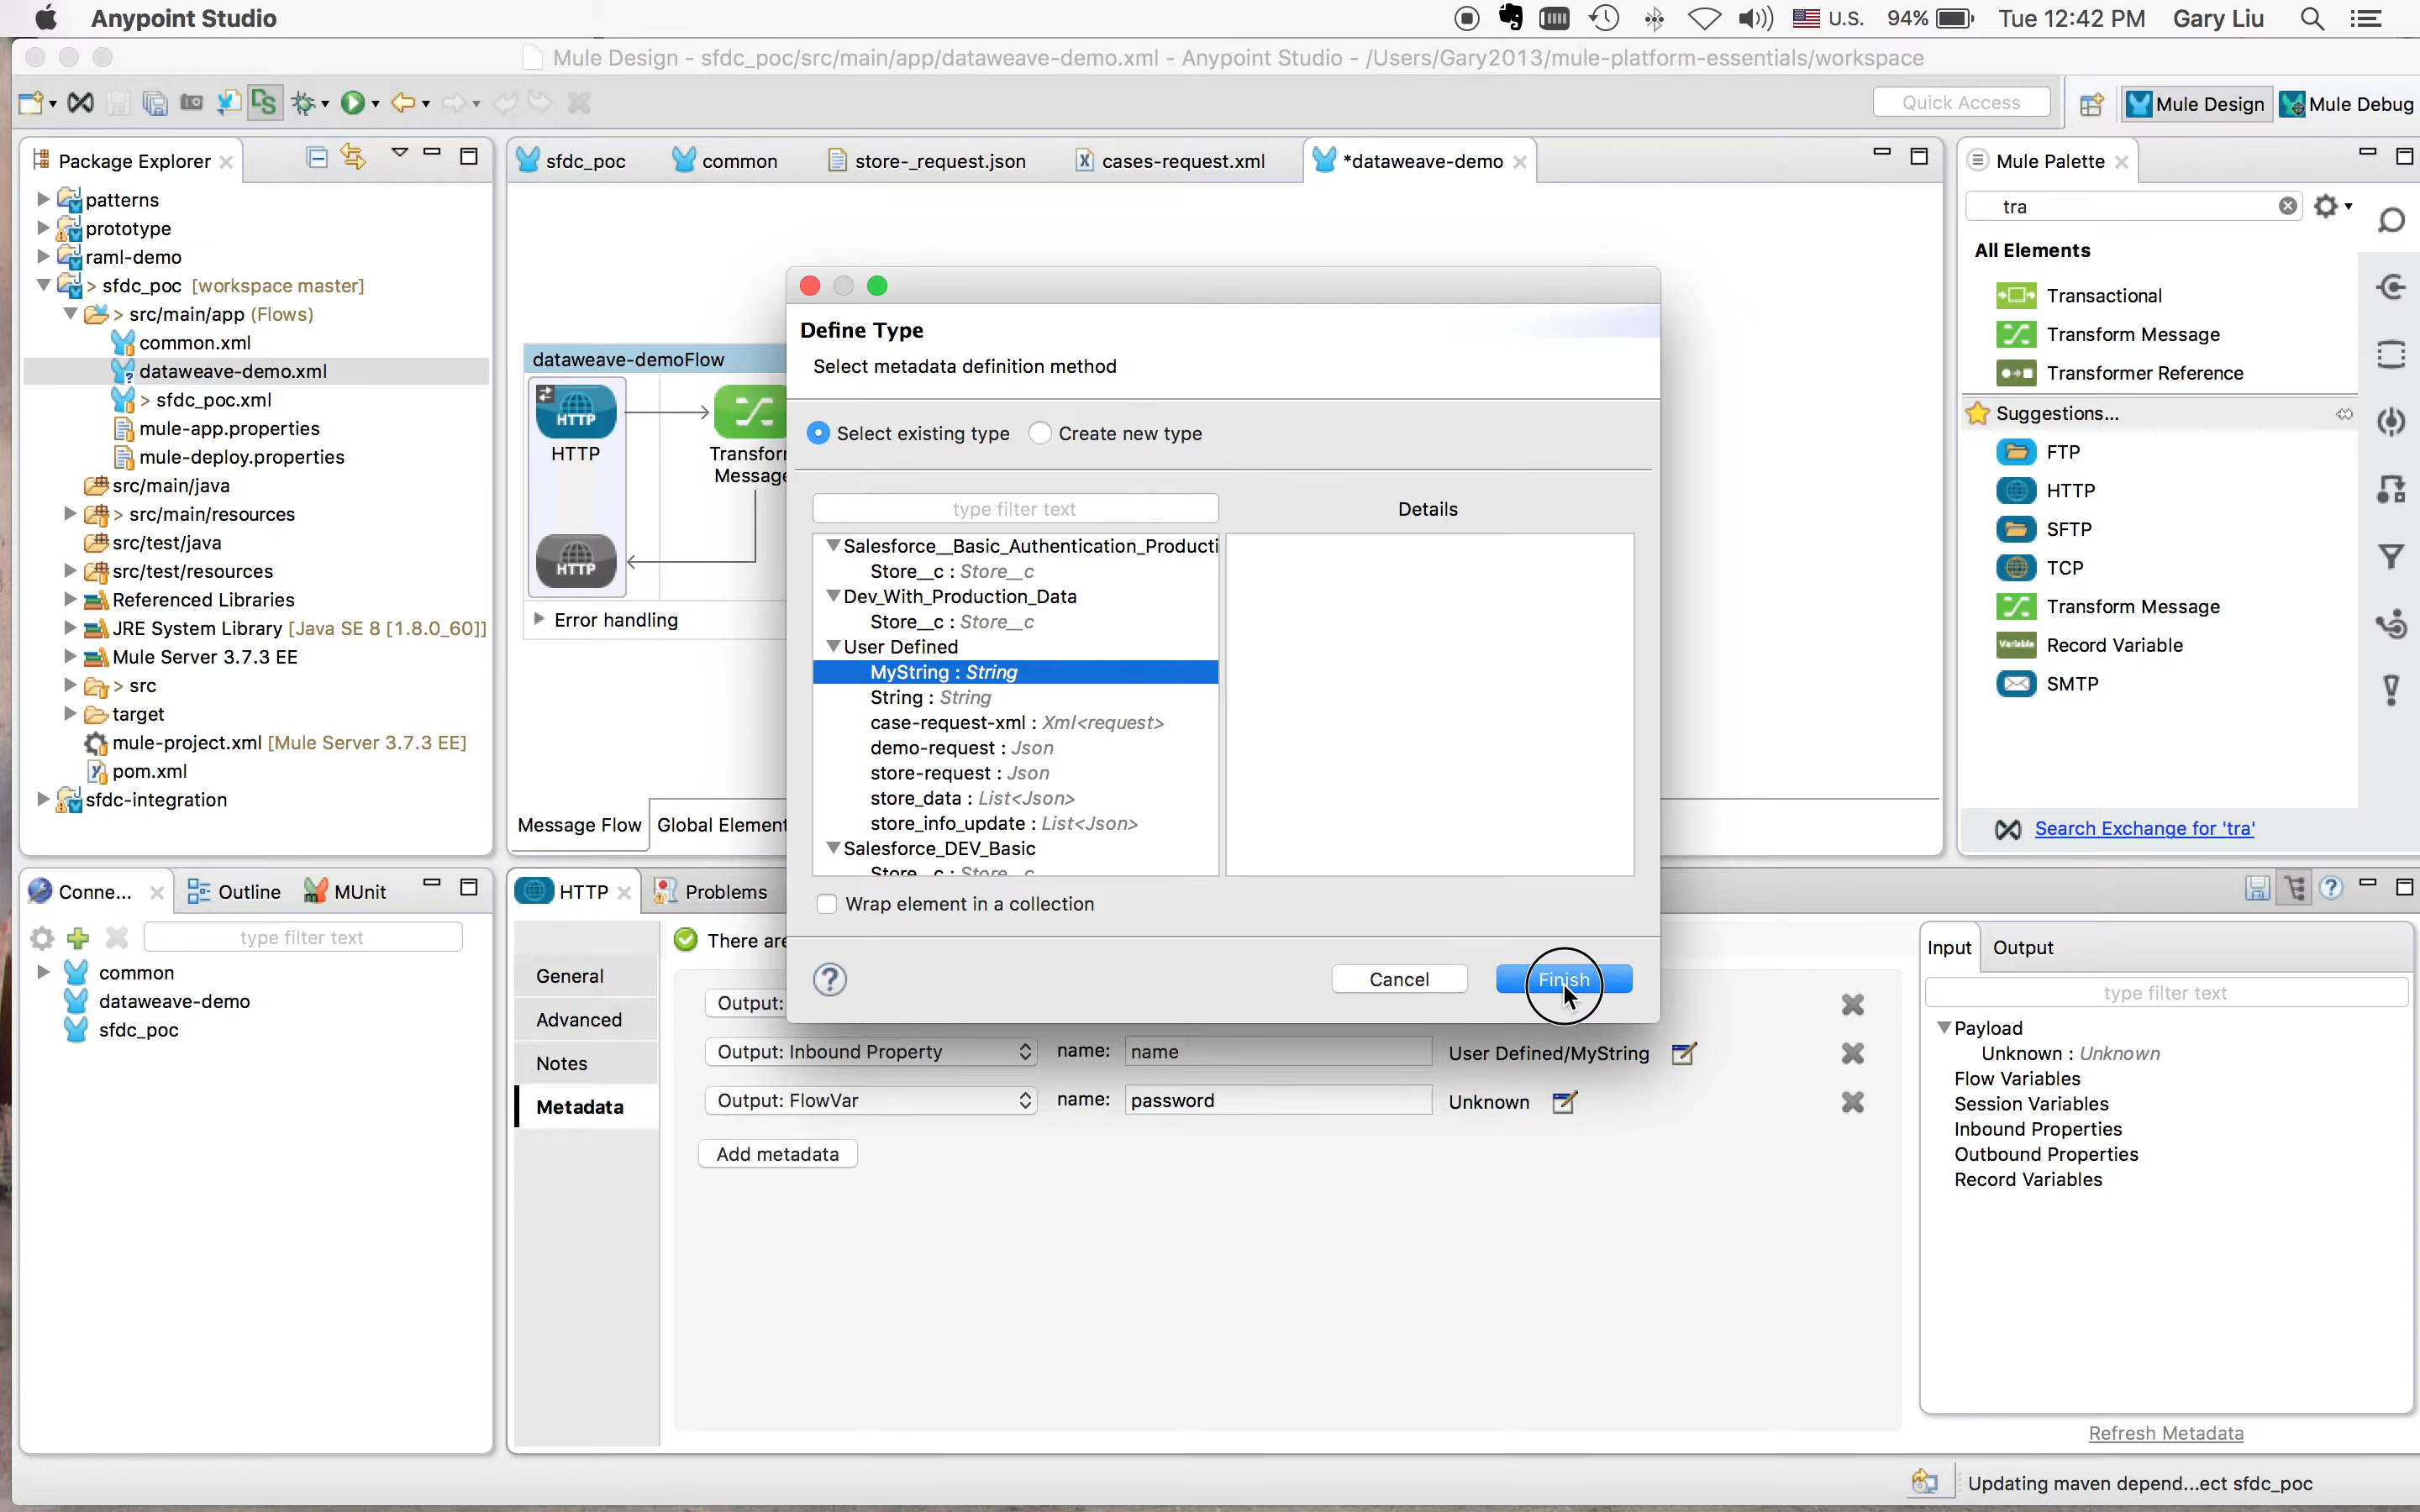 Anypoint Studio
U.S. 94% Tue 12:42 PM Gary Liu
Mule Design - sfdc_poc/src/main/app/dataweave-demo.xml - Anypoint Studio - /Users/Gary2013/mule-platform-essentials/workspace
Quick Access
Mule Design
Mule Debug
Package Explorer
patterns
prototype
raml-demo
> sfdc_poc [workspace master]
> src/main/app (Flows)
common.xml
dataweave-demo.xml
> sfdc_poc.xml
mule-app.properties
mule-deploy.properties
src/main/java
> src/main/resources
src/test/java
src/test/resources
Referenced Libraries
JRE System Library [Java SE 8 [1.8.0_60]]
Mule Server 3.7.3 EE
> src
target
mule-project.xml [Mule Server 3.7.3 EE]
pom.xml
sfdc-integration
sfdc_poc
common
store-_request.json
cases-request.xml
*dataweave-demo
dataweave-demoFlow
HTTP
HTTP
Transfor
Message
HTTP
Error handling
Message Flow
Global Element
Define Type
Select metadata definition method
Select existing type
Create new type
type filter text
Details
Salesforce__Basic_Authentication_Producti
Store__c : Store__c
Dev_With_Production_Data
Store__c : Store__c
User Defined
MyString : String
String : String
case-request-xml : Xml<request>
demo-request : Json
store-request : Json
store_data : List<Json>
store_info_update : List<Json>
Salesforce_DEV_Basic
Store__c : Store__c
Wrap element in a collection
Cancel
Finish
Mule Palette
tra
All Elements
Transactional
Transform Message
Transformer Reference
Suggestions...
FTP
HTTP
SFTP
TCP
Transform Message
Variable
Record Variable
SMTP
Search Exchange for 'tra'
Conne...
Outline
MUnit
type filter text
common
dataweave-demo
sfdc_poc
HTTP
Problems
There are
General
Advanced
Notes
Metadata
Output:
Output: Inbound Property name: name User Defined/MyString
Output: FlowVar name: password Unknown
Add metadata
Input
Output
type filter text
Payload
Unknown : Unknown
Flow Variables
Session Variables
Inbound Properties
Outbound Properties
Record Variables
Refresh Metadata
Updating maven depend...ect sfdc_poc